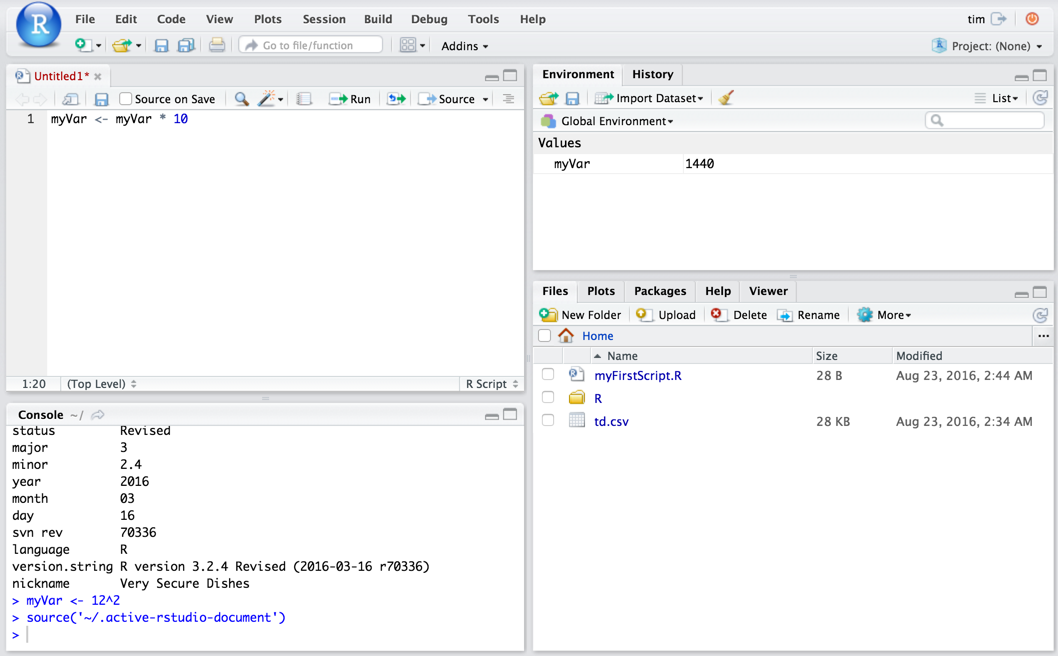 R
File Edit Code View Plots Session Build Debug Tools Help
tim
Go to file/function
Addins
Project: (None)
Untitled1*
Source on Save
Run
Source
1 myVar <- myVar * 10
1:20 (Top Level)
R Script
Console ~/
status Revised
major 3
minor 2.4
year 2016
month 03
day 16
svn rev 70336
language R
version.string R version 3.2.4 Revised (2016-03-16 r70336)
nickname Very Secure Dishes
> myVar <- 12^2
> source('~/.active-rstudio-document')
>
Environment History
Import Dataset
List
Global Environment
Values
myVar 1440
Files Plots Packages Help Viewer
New Folder Upload Delete Rename More
Home
...
Name Size Modified
myFirstScript.R 28 B Aug 23, 2016, 2:44 AM
R
td.csv 28 KB Aug 23, 2016, 2:34 AM